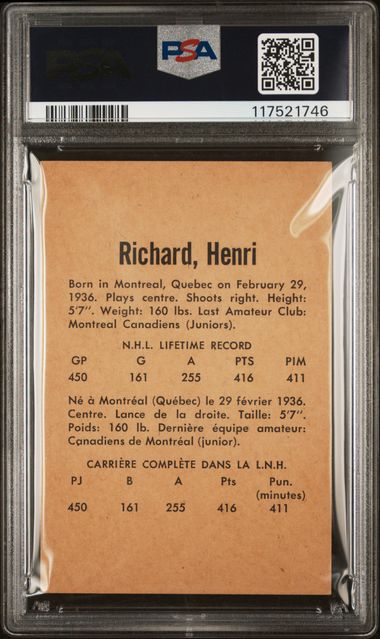 PSA
PSA
117521746
Richard, Henri
Born in Montreal, Quebec on February 29,
1936. Plays centre. Shoots right. Height:
5'7". Weight: 160 lbs. Last Amateur Club:
Montreal Canadiens (Juniors).
N.H.L. LIFETIME RECORD
GP G A PTS PIM
450 161 255 416 411
Né à Montréal (Québec) le 29 février 1936.
Centre. Lance de la droite. Taille: 5'7".
Poids: 160 lb. Dernière équipe amateur:
Canadiens de Montréal (junior).
CARRIÈRE COMPLÈTE DANS LA L.N.H.
PJ B A Pts Pun.
(minutes)
450 161 255 416 411